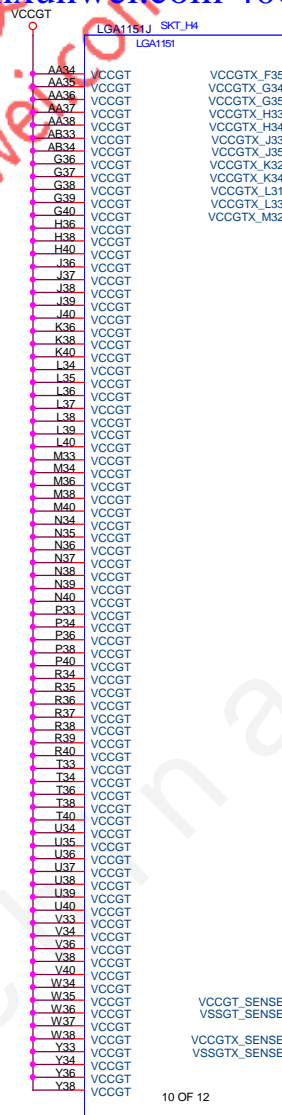 VCCGT
LGA1151J SKT_H4
LGA1151
AA34 VCCGT VCCGTX_F35
AA35 VCCGT VCCGTX_G34
AA36 VCCGT VCCGTX_G35
AA37 VCCGT VCCGTX_H33
AA38 VCCGT VCCGTX_H34
AB33 VCCGT VCCGTX_J33
AB34 VCCGT VCCGTX_J35
G36 VCCGT VCCGTX_K32
G37 VCCGT VCCGTX_K34
G38 VCCGT VCCGTX_L31
G39 VCCGT VCCGTX_L33
G40 VCCGT VCCGTX_M32
H36 VCCGT
H38 VCCGT
H40 VCCGT
J36 VCCGT
J37 VCCGT
J38 VCCGT
J39 VCCGT
J40 VCCGT
K36 VCCGT
K38 VCCGT
K40 VCCGT
L34 VCCGT
L35 VCCGT
L36 VCCGT
L37 VCCGT
L38 VCCGT
L39 VCCGT
L40 VCCGT
M33 VCCGT
M34 VCCGT
M36 VCCGT
M38 VCCGT
M40 VCCGT
N34 VCCGT
N35 VCCGT
N36 VCCGT
N37 VCCGT
N38 VCCGT
N39 VCCGT
N40 VCCGT
P33 VCCGT
P34 VCCGT
P36 VCCGT
P38 VCCGT
P40 VCCGT
R34 VCCGT
R35 VCCGT
R36 VCCGT
R37 VCCGT
R38 VCCGT
R39 VCCGT
R40 VCCGT
T33 VCCGT
T34 VCCGT
T36 VCCGT
T38 VCCGT
T40 VCCGT
U34 VCCGT
U35 VCCGT
U36 VCCGT
U37 VCCGT
U38 VCCGT
U39 VCCGT
U40 VCCGT
V33 VCCGT
V34 VCCGT
V36 VCCGT
V38 VCCGT
V40 VCCGT
W34 VCCGT
W35 VCCGT VCCGT_SENSE
W36 VCCGT VSSGT_SENSE
W37 VCCGT
W38 VCCGT VCCGTX_SENSE
Y33 VCCGT VSSGTX_SENSE
Y34 VCCGT
Y36 VCCGT
Y38 VCCGT
10 OF 12